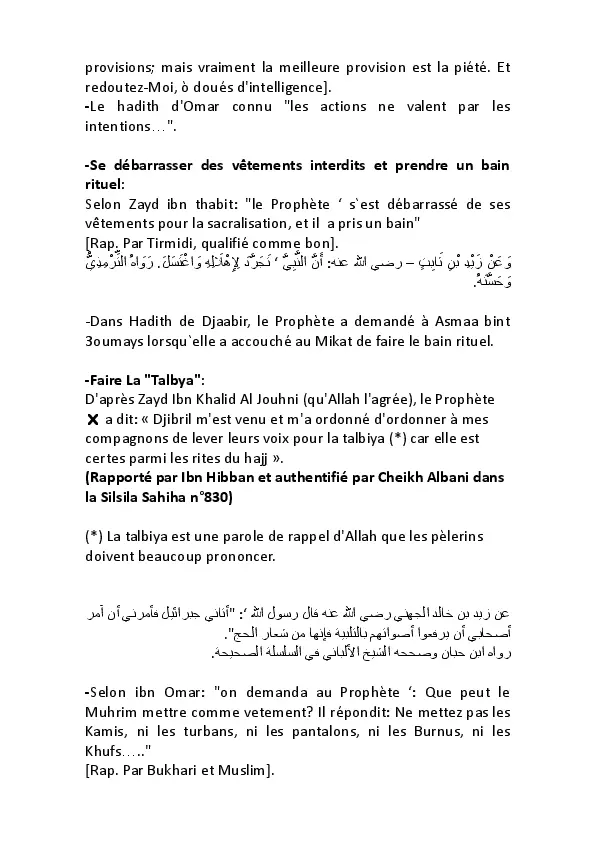 provisions; mais vraiment la meilleure provision est la piété. Et
redoutez-Moi, ò doués d'intelligence].
-Le hadith d'Omar connu "les actions ne valent par les
intentions…".
-Se débarrasser des vêtements interdits et prendre un bain
rituel:
Selon Zayd ibn thabit: "le Prophète ‘ s`est débarrassé de ses
vêtements pour la sacralisation, et il a pris un bain"
[Rap. Par Tirmidi, qualifié comme bon].
وَعَنْ زَيْدِ بْنِ ثَابِتٍ – رضي الله عنه: أَنَّ النَّبِيَّ ‘ تَجَرَّدَ لِإِهْلَالِهِ وَاغْتَسَلَ. رَوَاهُ التِّرْمِذِيُّ
وَحَسَّنَهُ.
-Dans Hadith de Djaabir, le Prophète a demandé à Asmaa bint
3oumays lorsqu`elle a accouché au Mikat de faire le bain rituel.
-Faire La "Talbya":
D'après Zayd Ibn Khalid Al Jouhni (qu'Allah l'agrée), le Prophète
❌ a dit: « Djibril m'est venu et m'a ordonné d'ordonner à mes
compagnons de lever leurs voix pour la talbiya (*) car elle est
certes parmi les rites du hajj ».
(Rapporté par Ibn Hibban et authentifié par Cheikh Albani dans
la Silsila Sahiha n°830)
(*) La talbiya est une parole de rappel d'Allah que les pèlerins
doivent beaucoup prononcer.
عن زيد بن خالد الجهني رضي الله عنه قال رسول الله ‘: "أتاني جبرائيل فأمرني أن آمر
أصحابي أن يرفعوا أصواتهم بالتلبية فإنها من شعار الحج".
رواه ابن حبان وصححه الشيخ الألباني في السلسلة الصحيحة.
-Selon ibn Omar: "on demanda au Prophète ‘: Que peut le
Muhrim mettre comme vetement? Il répondit: Ne mettez pas les
Kamis, ni les turbans, ni les pantalons, ni les Burnus, ni les
Khufs….."
[Rap. Par Bukhari et Muslim].